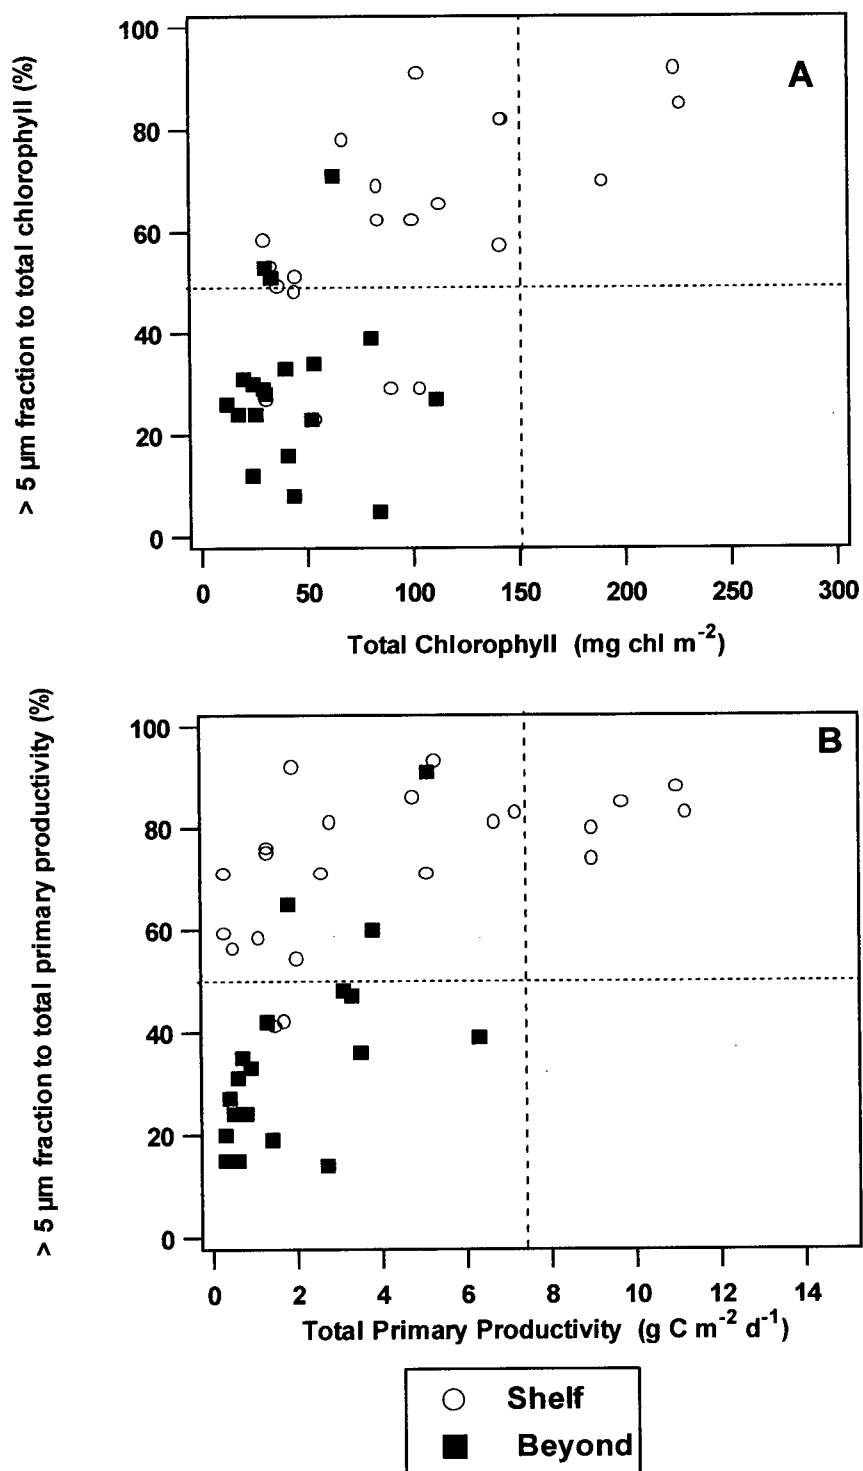 > 5 µm fraction to total chlorophyll (%)
100
80
60
40
20
0
A
0 50 100 150 200 250 300
Total Chlorophyll (mg chl m-2)
> 5 µm fraction to total primary productivity (%)
100
80
60
40
20
0
B
0 2 4 6 8 10 12 14
Total Primary Productivity (g C m-2 d-1)
Shelf
Beyond